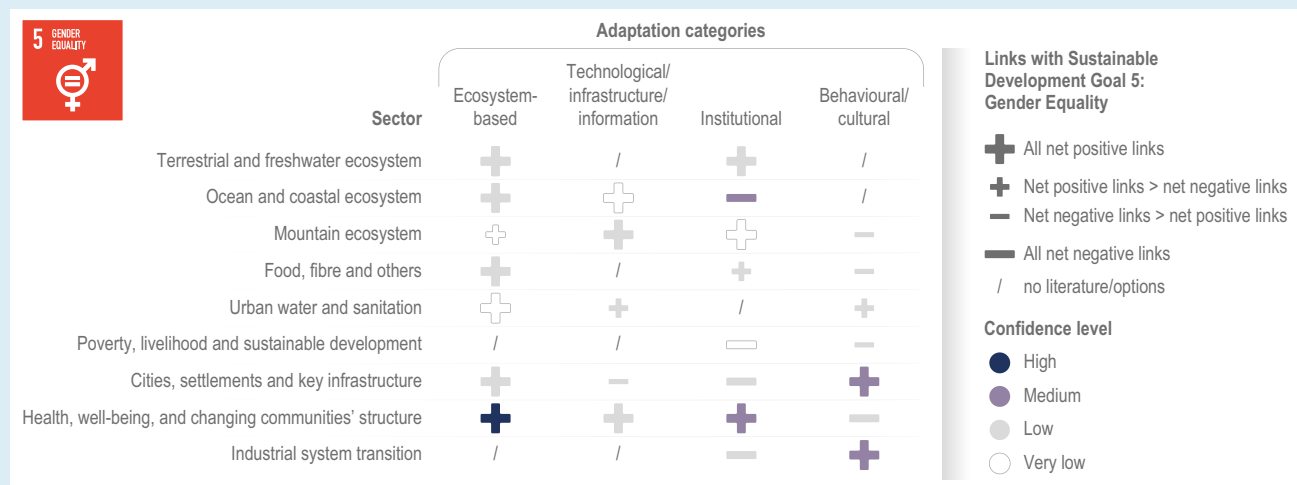 5 GENDER
EQUALITY
Adaptation categories
Sector
Ecosystem-
based
Technological/
infrastructure/
information
Institutional
Behavioural/
cultural
Terrestrial and freshwater ecosystem / /
Ocean and coastal ecosystem /
Mountain ecosystem
Food, fibre and others /
Urban water and sanitation /
Poverty, livelihood and sustainable development / /
Cities, settlements and key infrastructure
Health, well-being, and changing communities’ structure
Industrial system transition / /
Links with Sustainable
Development Goal 5:
Gender Equality
All net positive links
Net positive links > net negative links
Net negative links > net positive links
All net negative links
/ no literature/options
Confidence level
High
Medium
Low
Very low